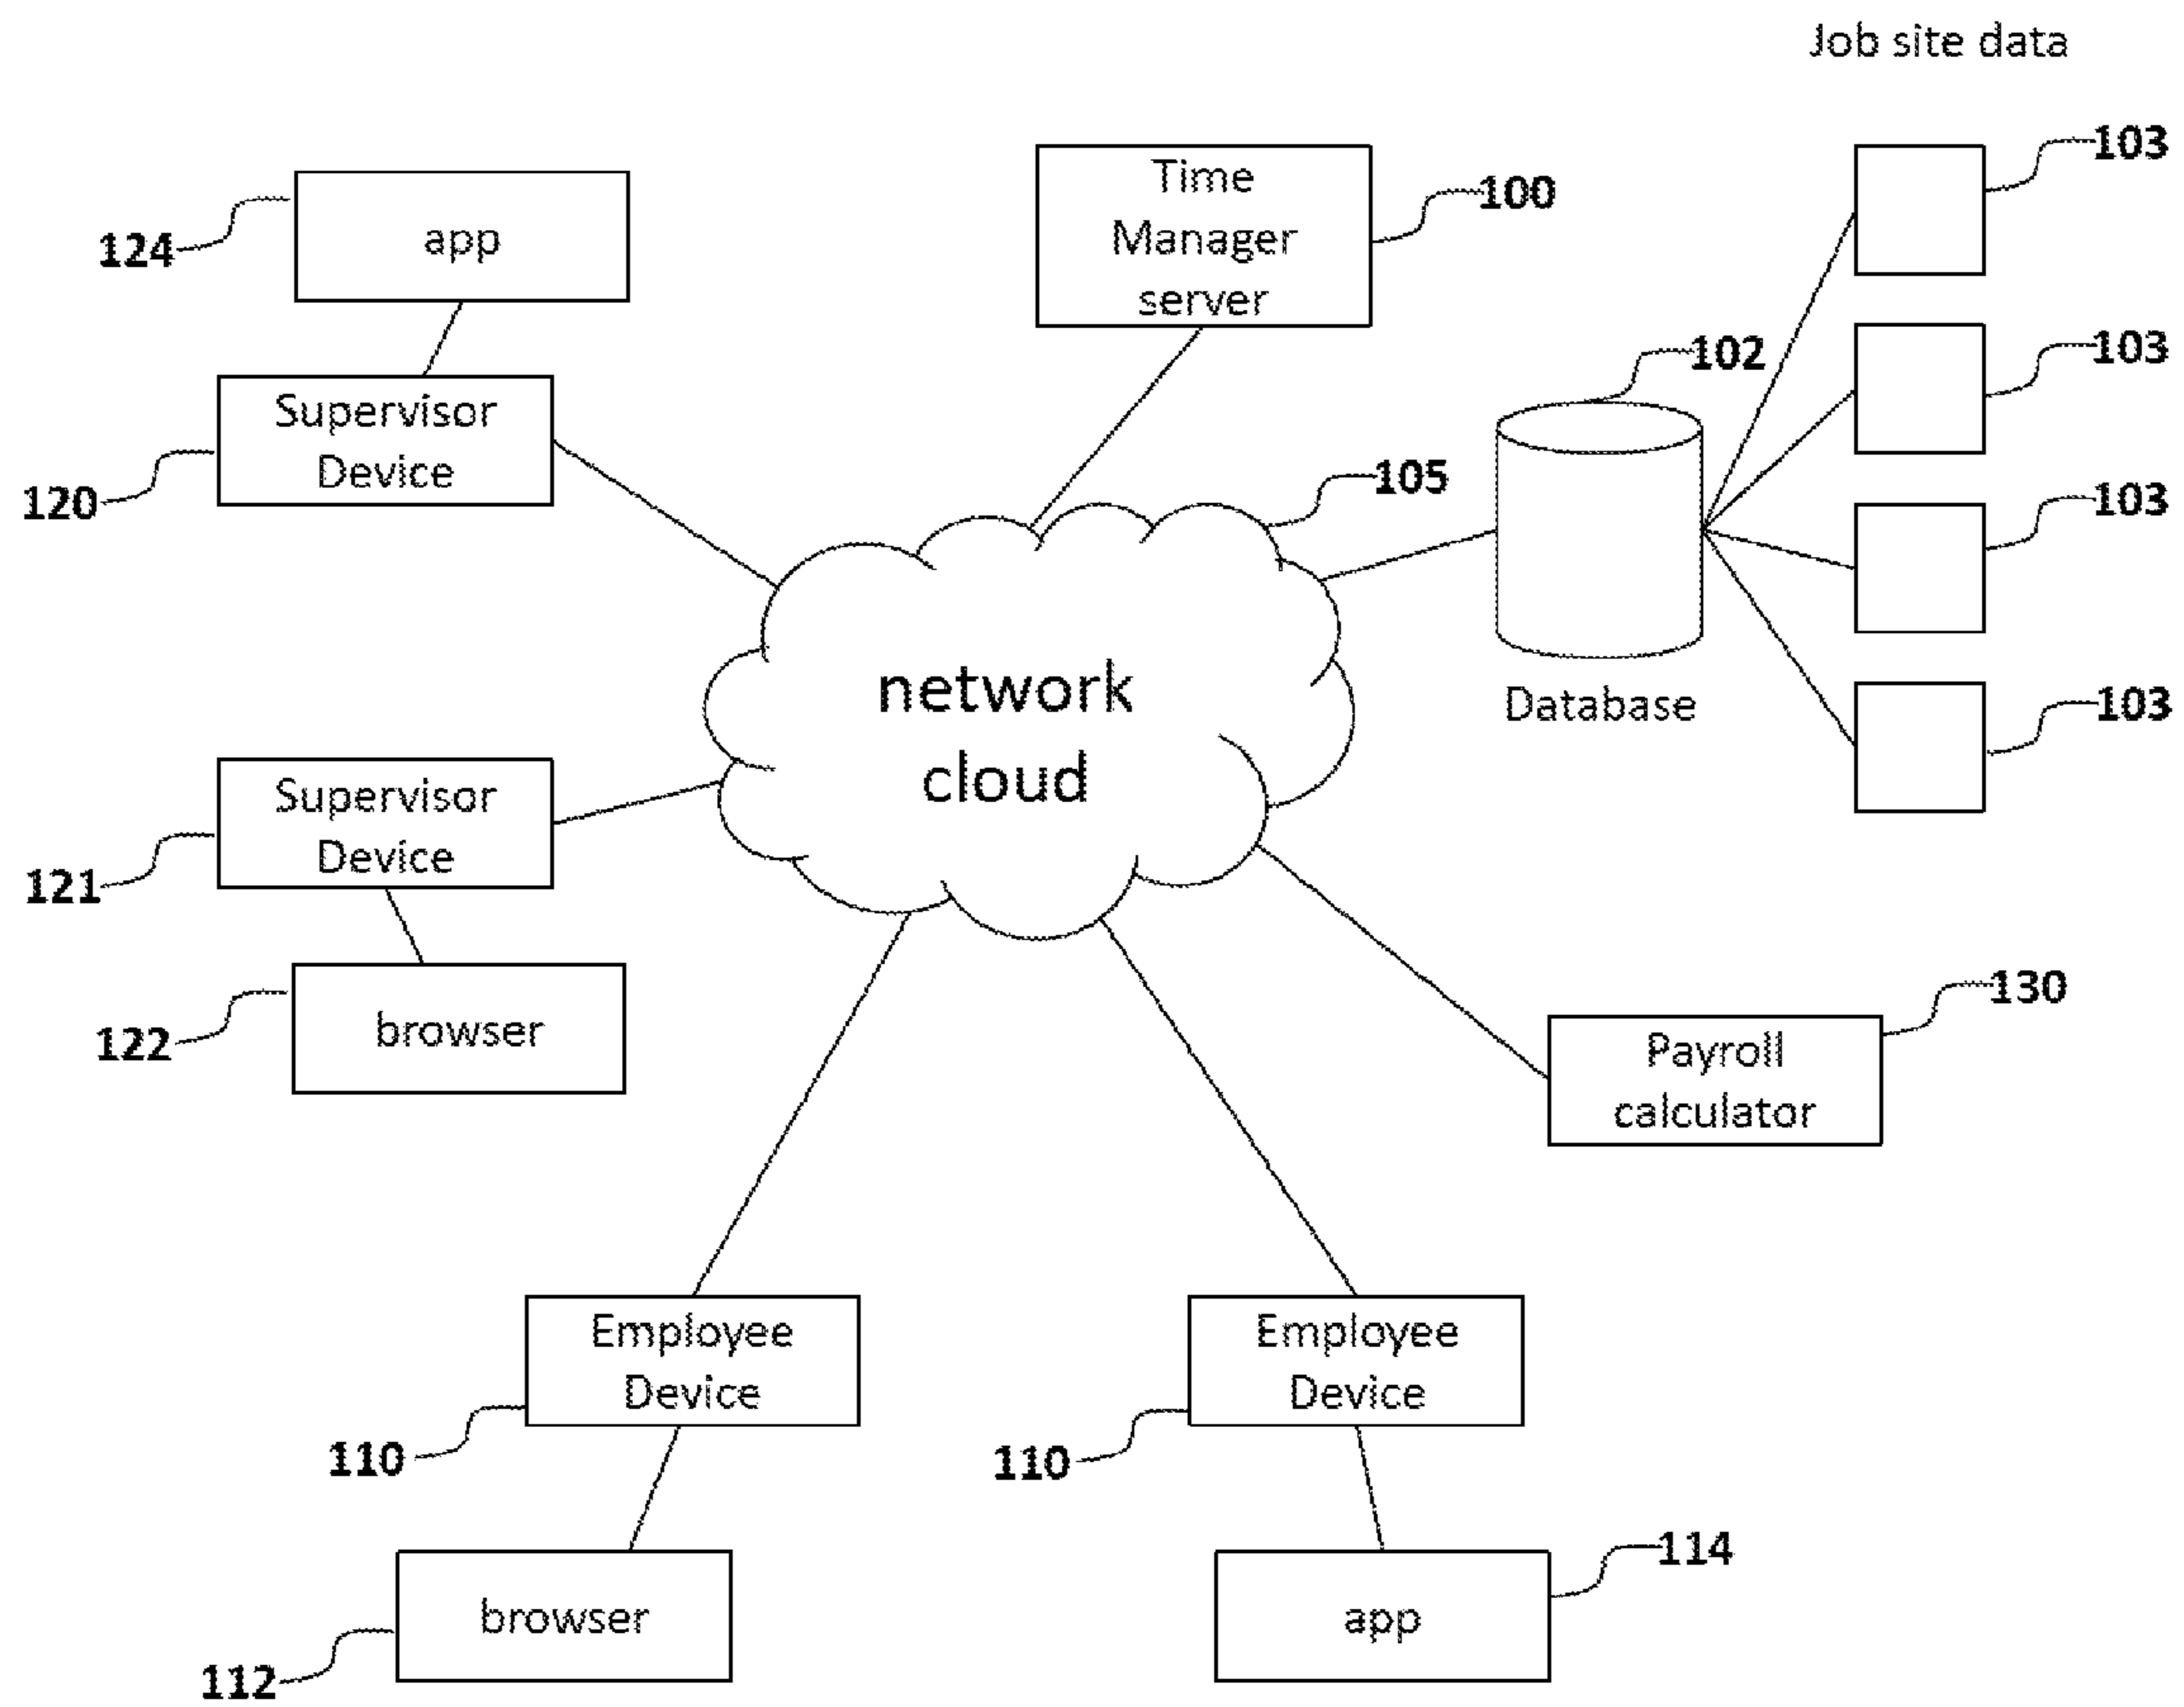 Job site data
103
Time
Manager
server
100
app
124
103
102
Supervisor
Device
120
105
103
network
cloud
Database
103
Supervisor
Device
121
browser
122
130
Payroll
calculator
Employee
Device
110
Employee
Device
110
browser
112
app
114